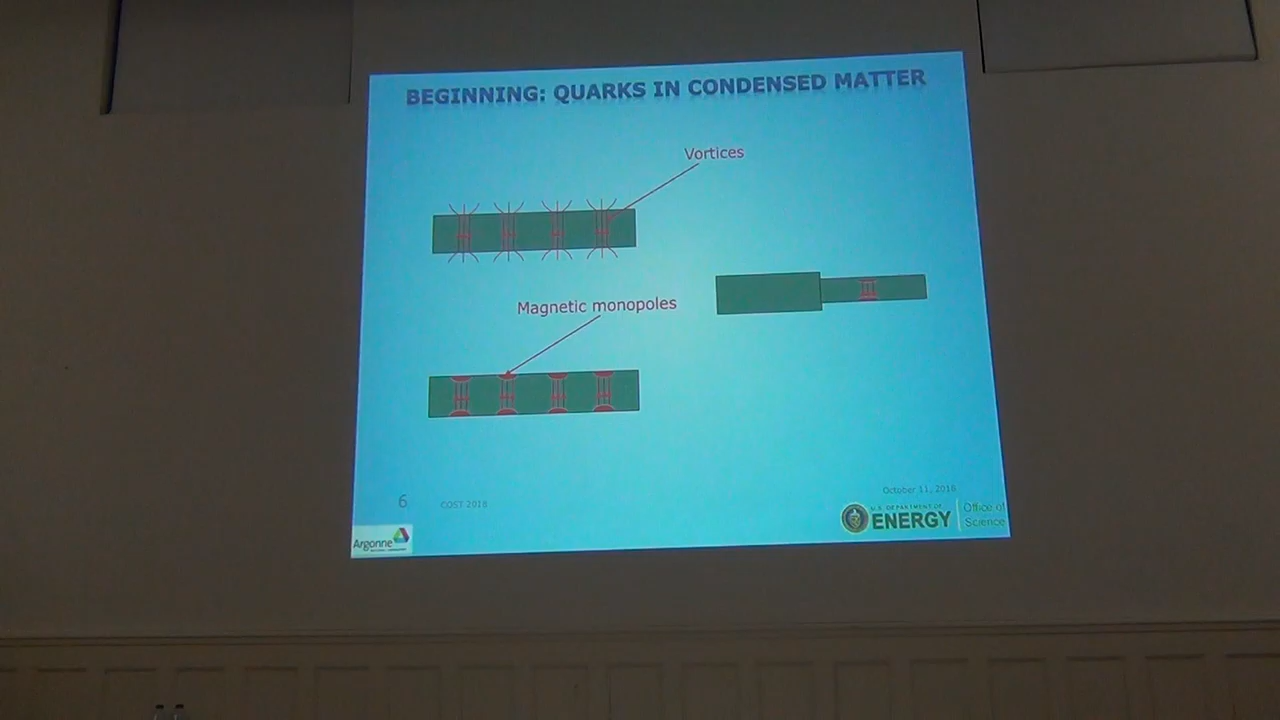 BEGINNING: QUARKS IN CONDENSED MATTER
Vortices
Magnetic monopoles
6
COST 2018
October 11, 2018
Argonne
U.S. DEPARTMENT OF
ENERGY
Office of
Science